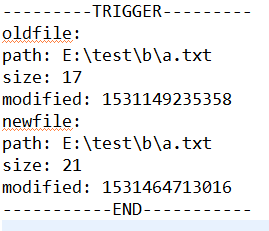 ---------TRIGGER---------
oldfile:
path: E:\test\b\a.txt
size: 17
modified: 1531149235358
newfile:
path: E:\test\b\a.txt
size: 21
modified: 1531464713016
-----------END-----------